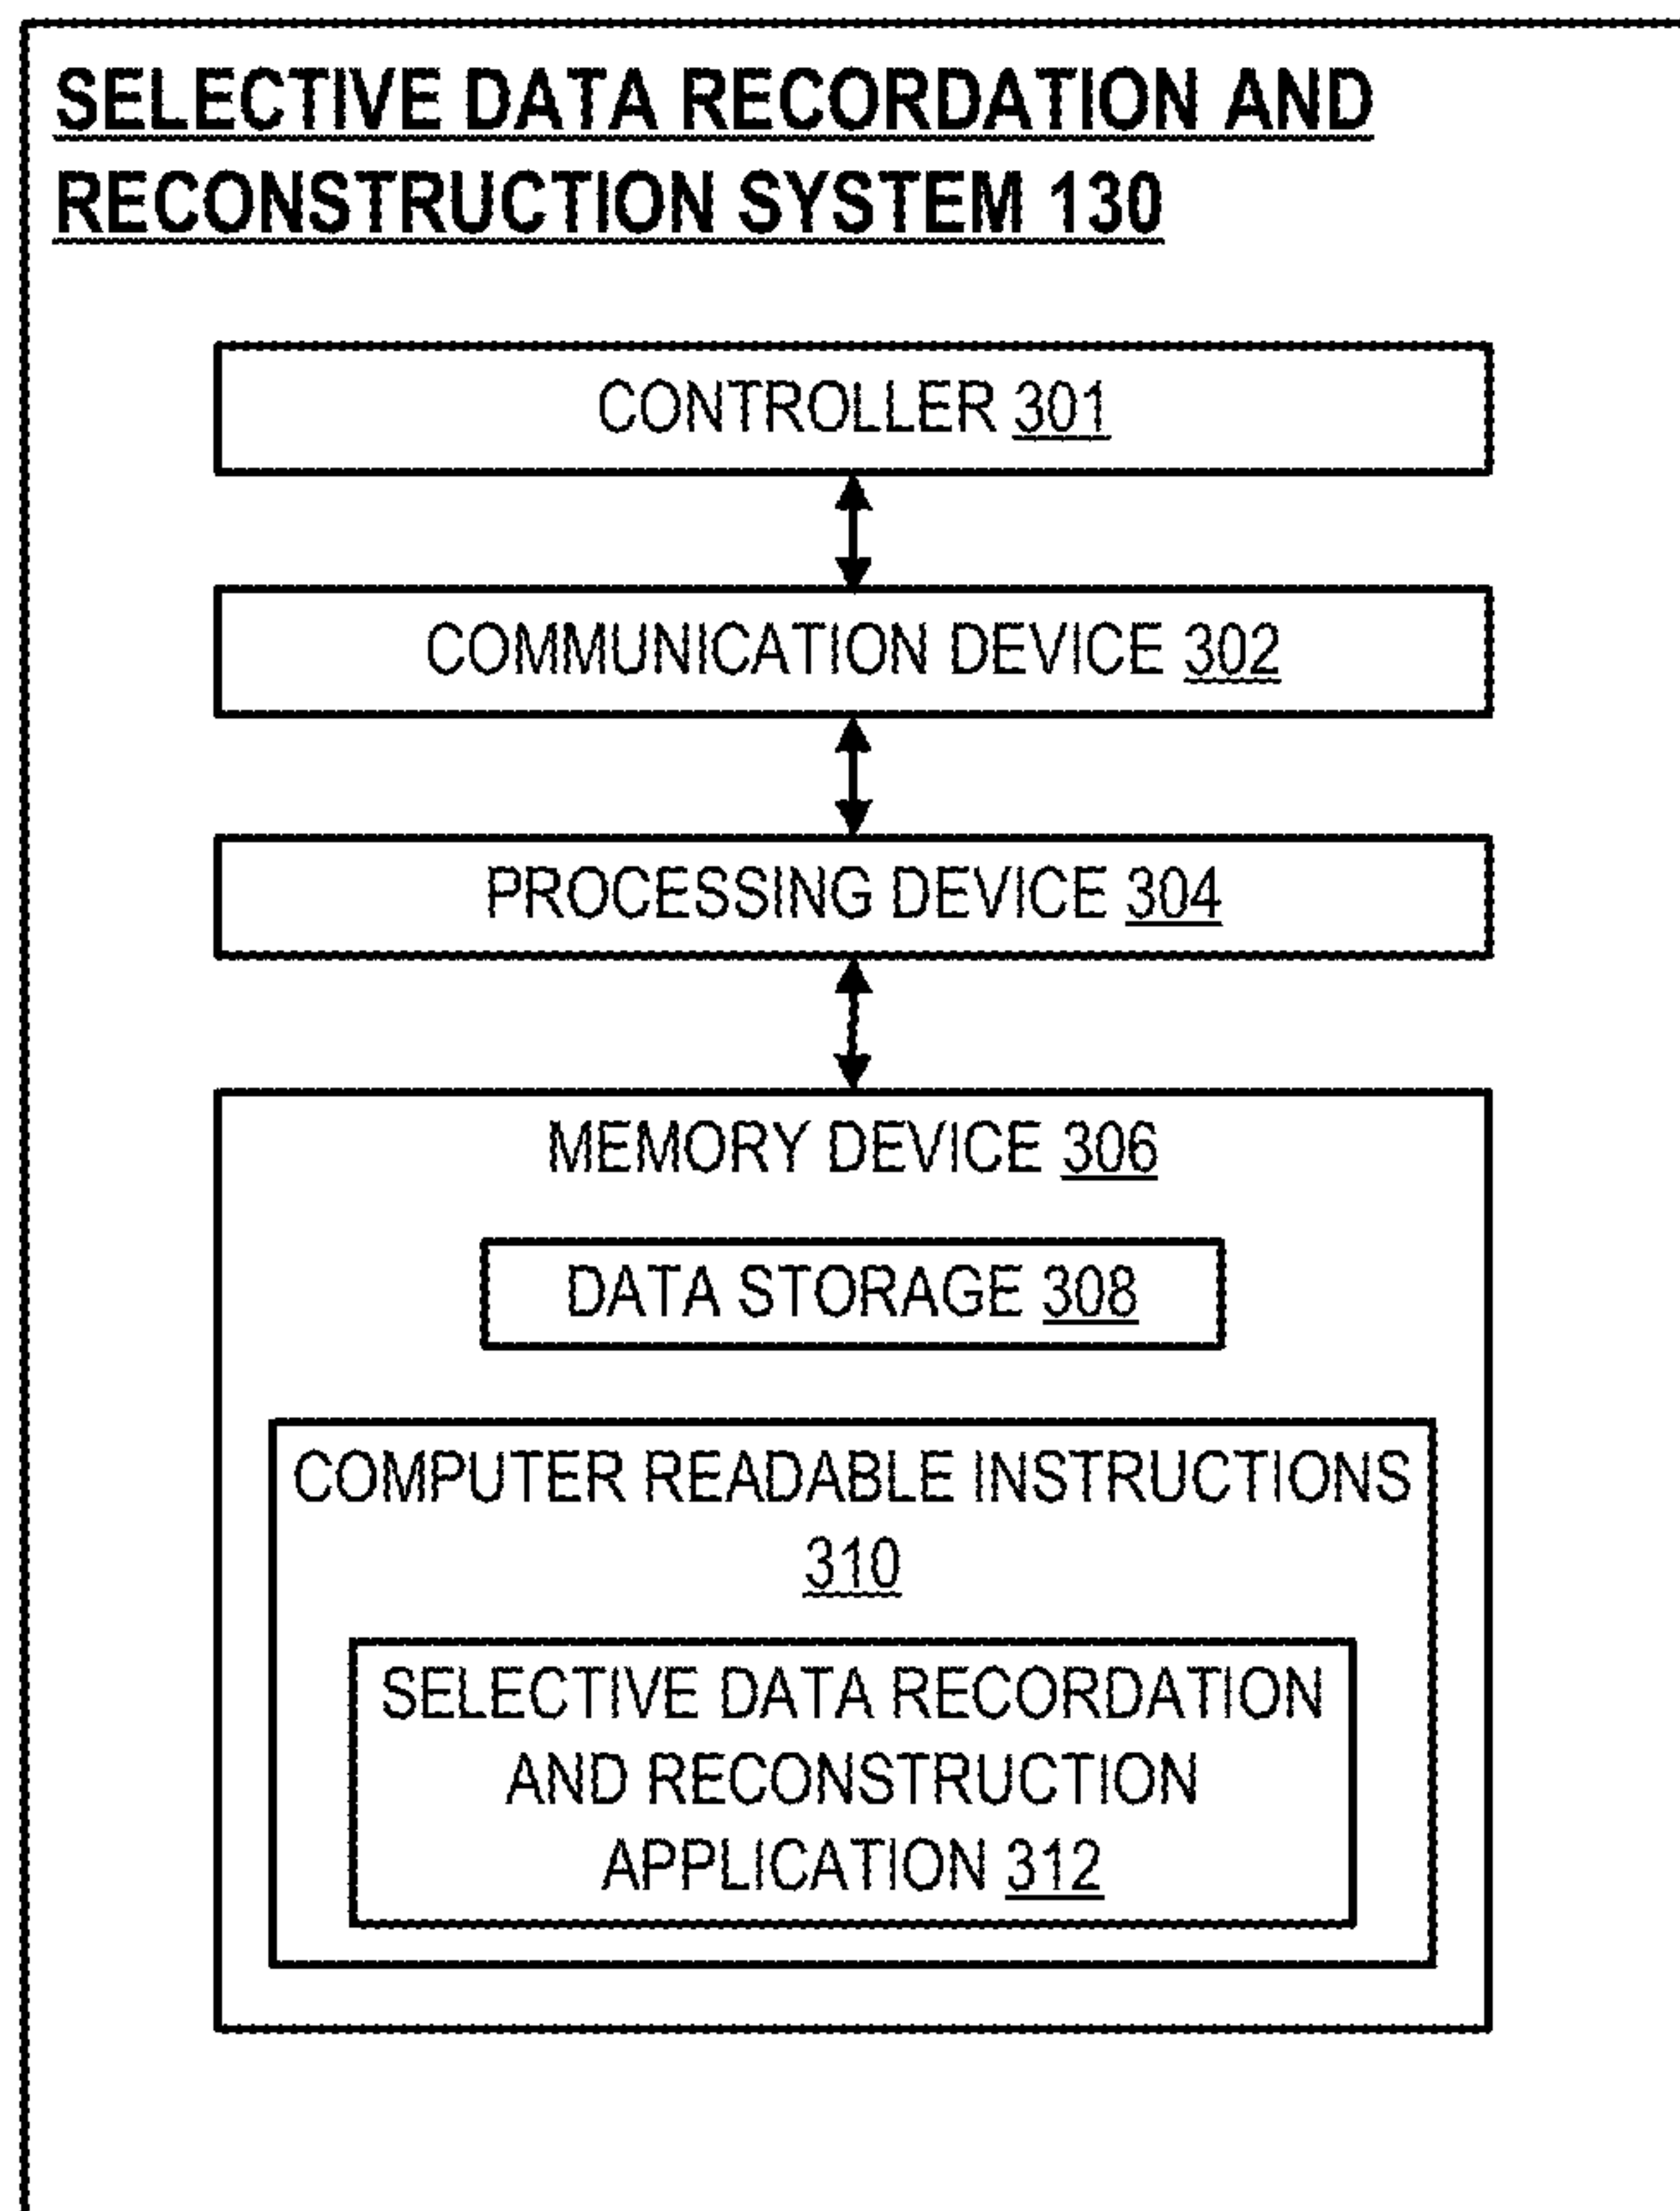 SELECTIVE DATA RECORDATION AND
RECONSTRUCTION SYSTEM 130
CONTROLLER 301
COMMUNICATION DEVICE 302
PROCESSING DEVICE 304
MEMORY DEVICE 306
DATA STORAGE 308
COMPUTER READABLE INSTRUCTIONS
310
SELECTIVE DATA RECORDATION
AND RECONSTRUCTION
APPLICATION 312